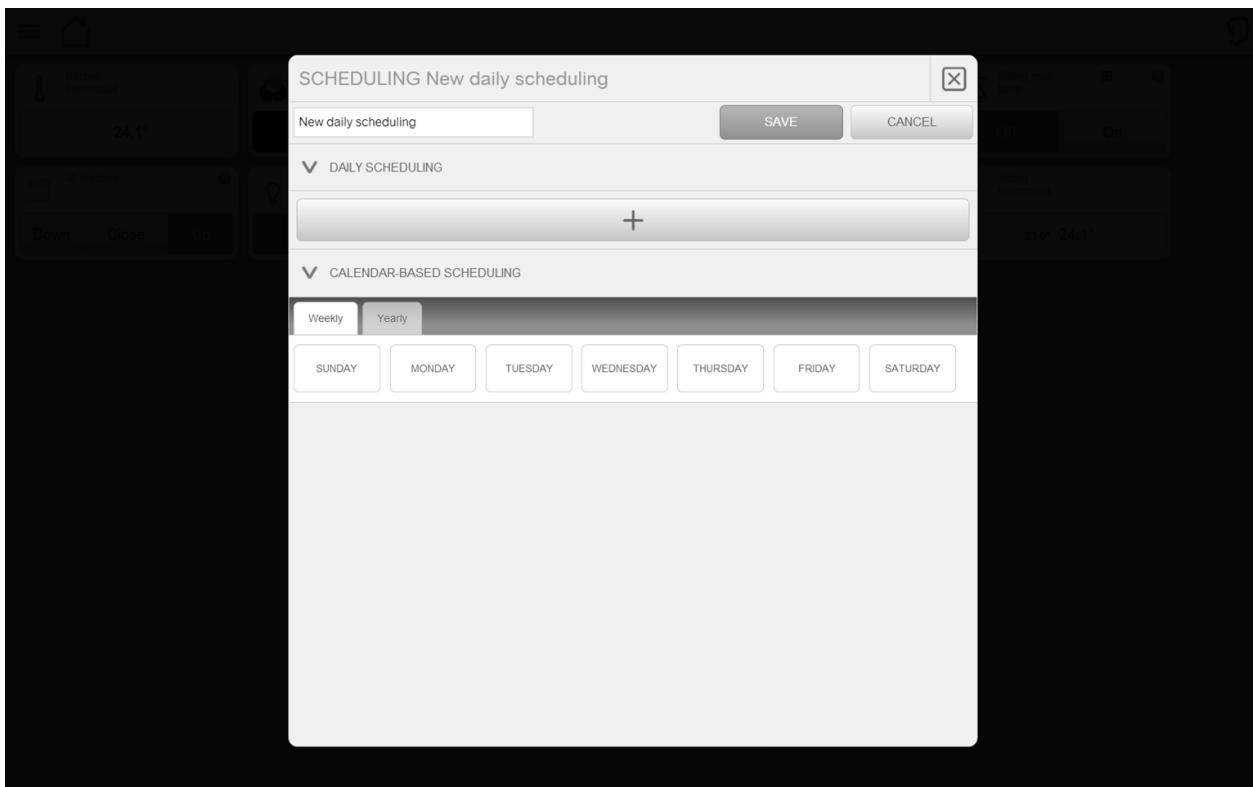 SCHEDULING New daily scheduling
New daily scheduling
SAVE
CANCEL
DAILY SCHEDULING
+
CALENDAR-BASED SCHEDULING
Weekly
Yearly
SUNDAY
MONDAY
TUESDAY
WEDNESDAY
THURSDAY
FRIDAY
SATURDAY
24.1°
On
Down
Close
Up
24.1°